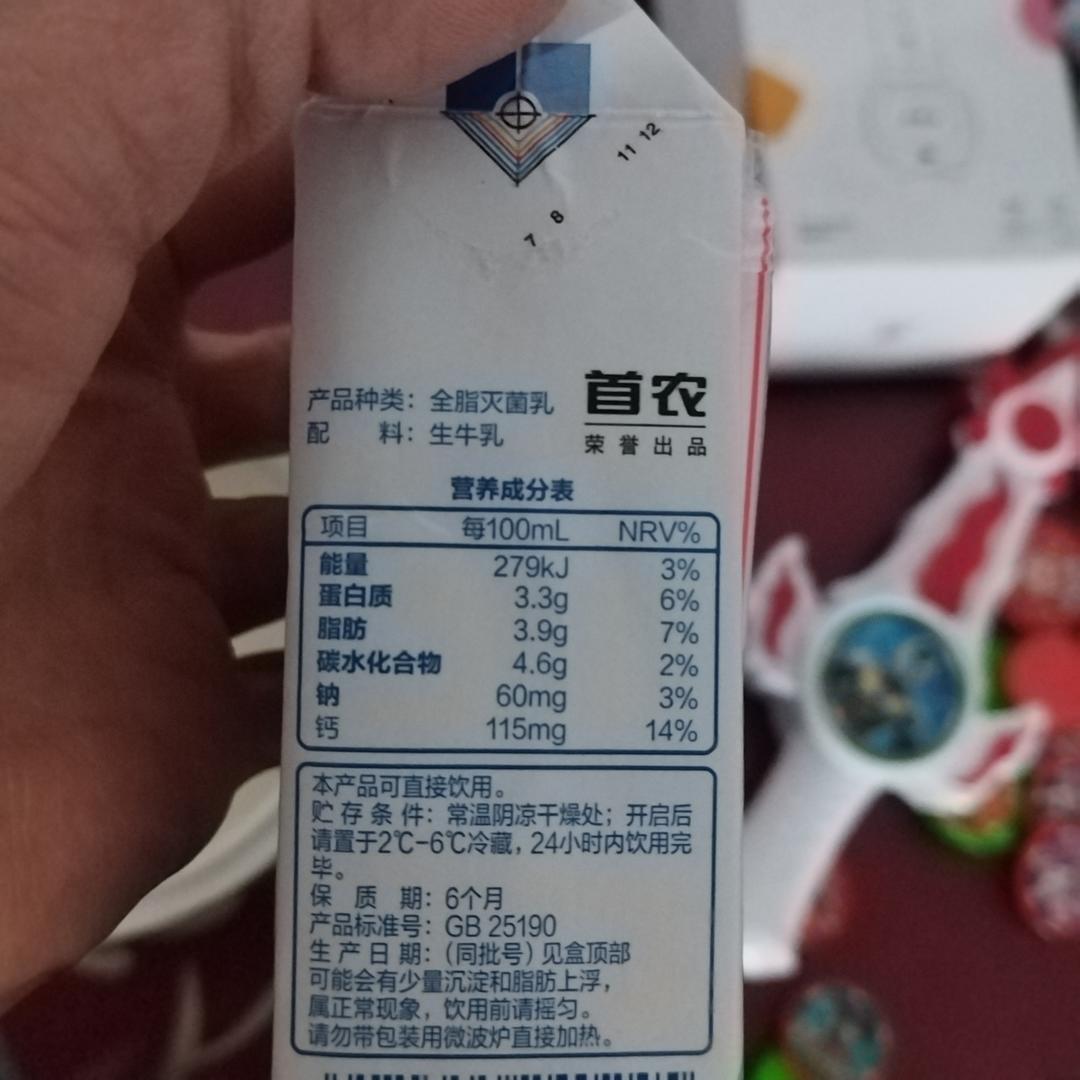 11 12
7 8
首农
荣誉出品
产品种类：全脂灭菌乳
配 料：生牛乳
营养成分表
项目 每100mL NRV%
能量 279kJ 3%
蛋白质 3.3g 6%
脂肪 3.9g 7%
碳水化合物 4.6g 2%
钠 60mg 3%
钙 115mg 14%
本产品可直接饮用。
贮存条件：常温阴凉干燥处；开启后
请置于2℃-6℃冷藏，24小时内饮用完
毕。
保 质 期：6个月
产品标准号：GB 25190
生产日期：（同批号）见盒顶部
可能会有少量沉淀和脂肪上浮，
属正常现象，饮用前请摇匀。
请勿带包装用微波炉直接加热。